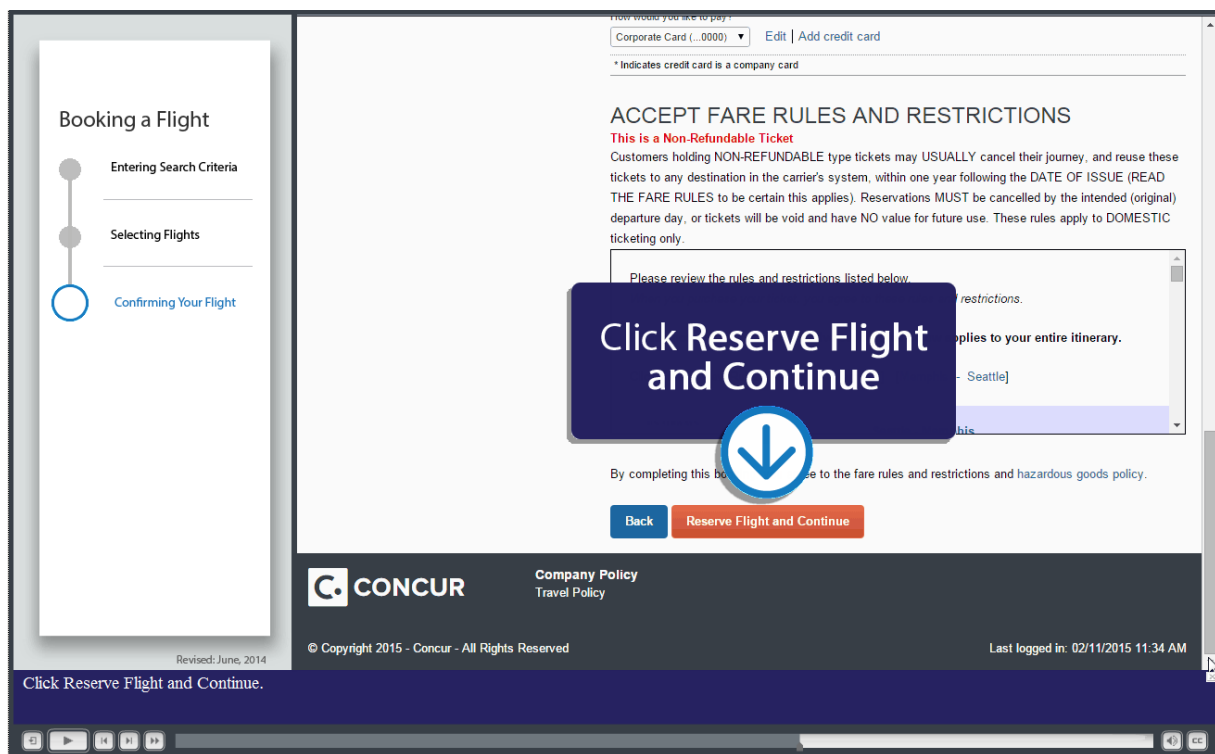 Booking a Flight
Entering Search Criteria
Selecting Flights
Confirming Your Flight
Revised: June, 2014
How would you like to pay?
Corporate Card (...0000) ▼ Edit | Add credit card
* Indicates credit card is a company card
ACCEPT FARE RULES AND RESTRICTIONS
This is a Non-Refundable Ticket
Customers holding NON-REFUNDABLE type tickets may USUALLY cancel their journey, and reuse these
tickets to any destination in the carrier's system, within one year following the DATE OF ISSUE (READ
THE FARE RULES to be certain this applies). Reservations MUST be cancelled by the intended (original)
departure day, or tickets will be void and have NO value for future use. These rules apply to DOMESTIC
ticketing only.
Please review the rules and restrictions listed below.
restrictions.
plies to your entire itinerary.
- Seattle]
Click Reserve Flight
and Continue
By completing this to the fare rules and restrictions and hazardous goods policy.
Back Reserve Flight and Continue
C. CONCUR
Company Policy
Travel Policy
© Copyright 2015 - Concur - All Rights Reserved
Last logged in: 02/11/2015 11:34 AM
Click Reserve Flight and Continue.
CC